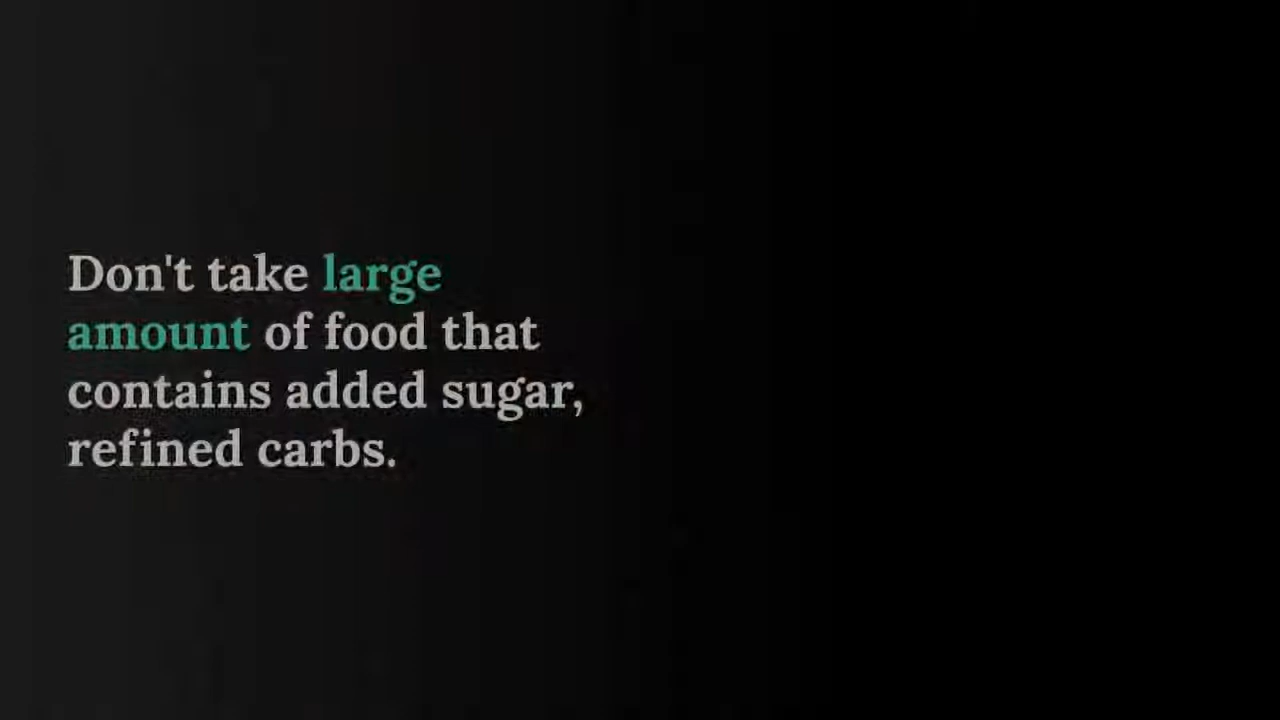 Don't take large
amount of food that
contains added sugar,
refined carbs.